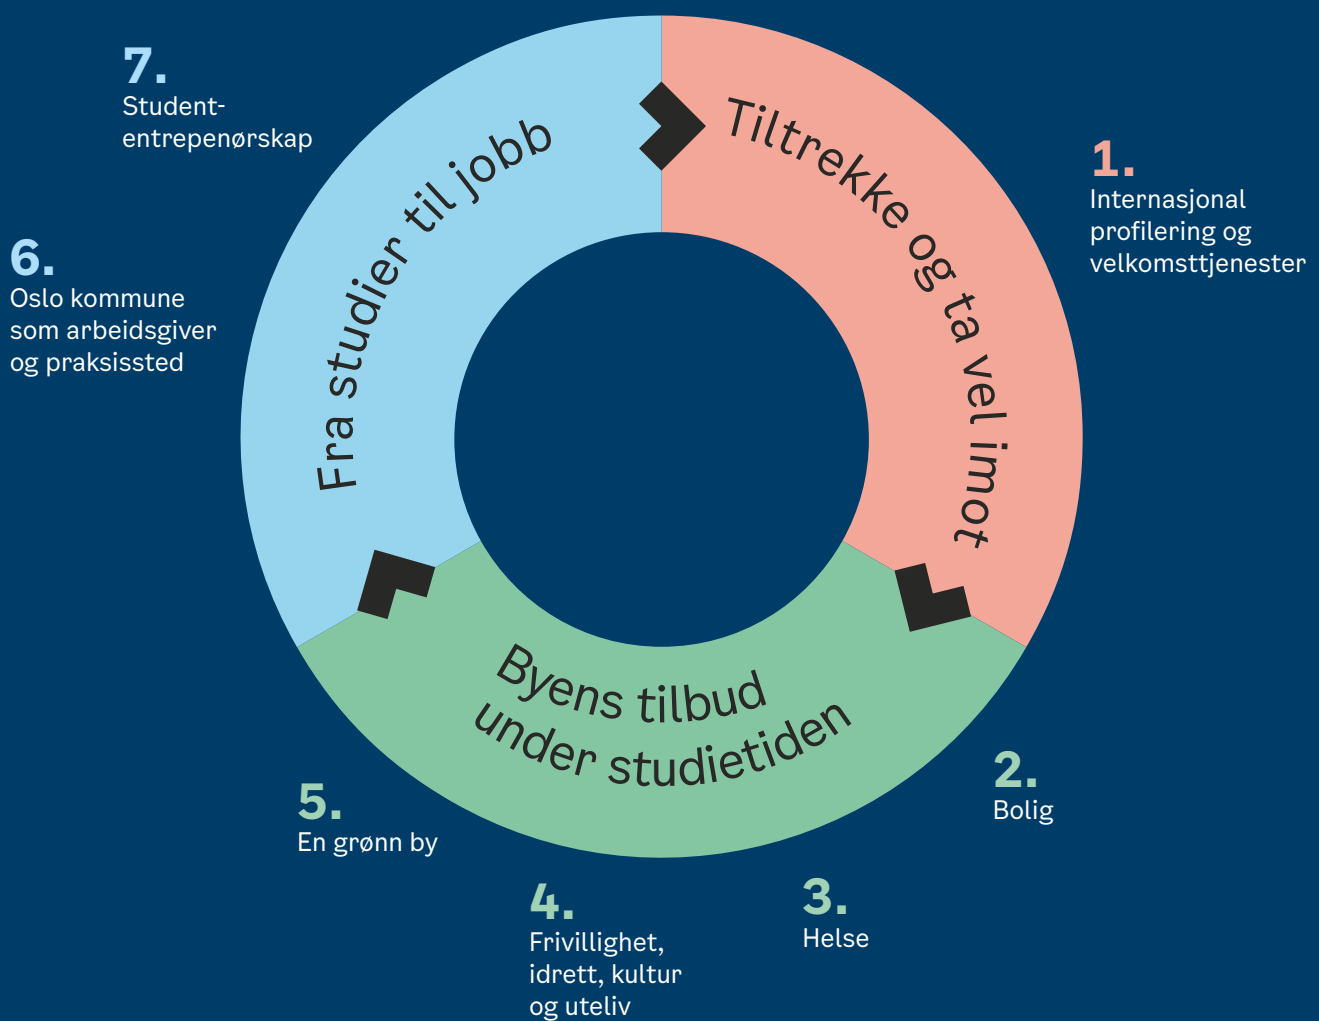 Tiltrekke og ta vel imot
Byens tilbud
under studietiden
Fra studier til jobb
1.
Internasjonal
profilering og
velkomsttjenester
2.
Bolig
3.
Helse
4.
Frivillighet,
idrett, kultur
og uteliv
5.
En grønn by
6.
Oslo kommune
som arbeidsgiver
og praksissted
7.
Student-
entrepenørskap